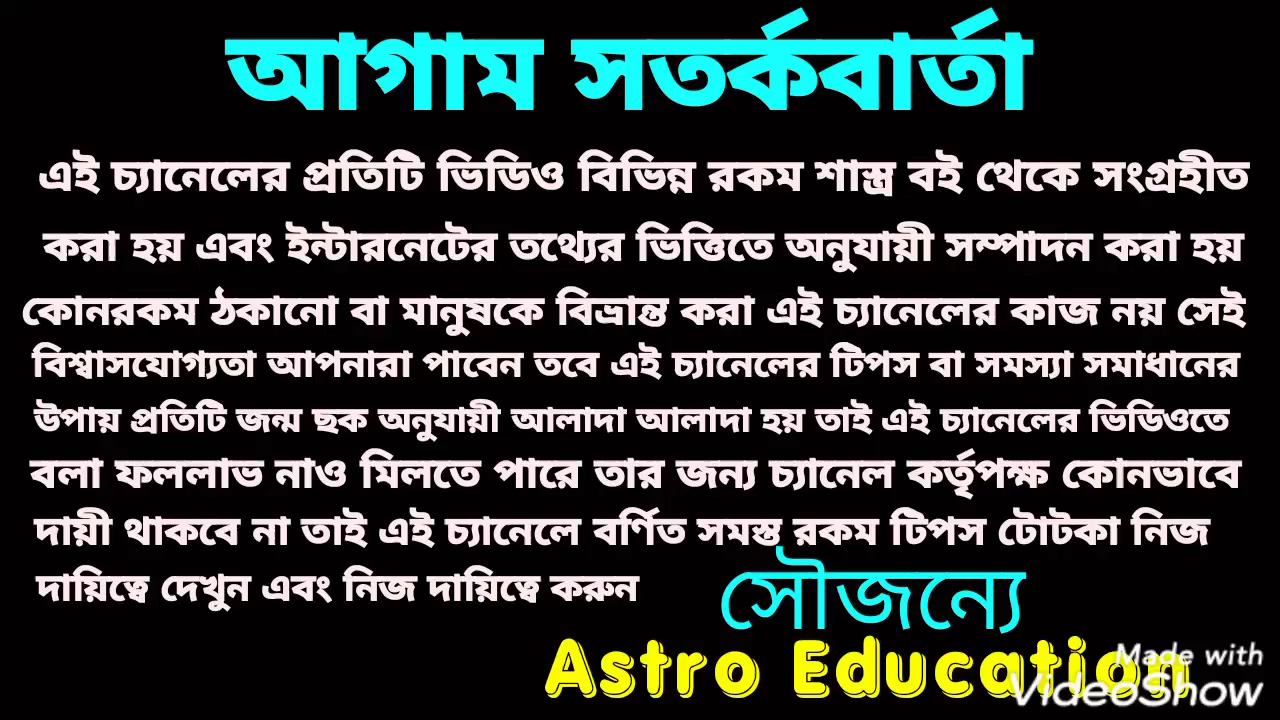 আগাম সতর্কবার্তা
এই চ্যানেলের প্রতিটি ভিডিও বিভিন্ন রকম শাস্ত্র বই থেকে সংগ্রহীত
করা হয় এবং ইন্টারনেটের তথ্যের ভিত্তিতে অনুযায়ী সম্পাদন করা হয়
কোনরকম ঠকানো বা মানুষকে বিভ্রান্ত করা এই চ্যানেলের কাজ নয় সেই
বিশ্বাসযোগ্যতা আপনারা পাবেন তবে এই চ্যানেলের টিপস বা সমস্যা সমাধানের
উপায় প্রতিটি জন্ম ছক অনুযায়ী আলাদা আলাদা হয় তাই এই চ্যানেলের ভিডিওতে
বলা ফললাভ নাও মিলতে পারে তার জন্য চ্যানেল কর্তৃপক্ষ কোনভাবে
দায়ী থাকবে না তাই এই চ্যানেলে বর্ণিত সমস্ত রকম টিপস টোটকা নিজ
দায়িত্বে দেখুন এবং নিজ দায়িত্বে করুন
সৌজন্যে
Astro Education
Made with
VideoShow